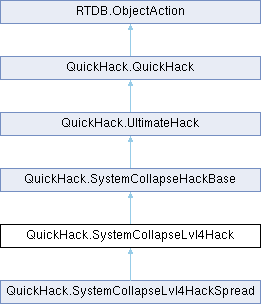 RTDB.ObjectAction
QuickHack.QuickHack
QuickHack.UltimateHack
QuickHack.SystemCollapseHackBase
QuickHack.SystemCollapseLvl4Hack
QuickHack.SystemCollapseLvl4HackSpread